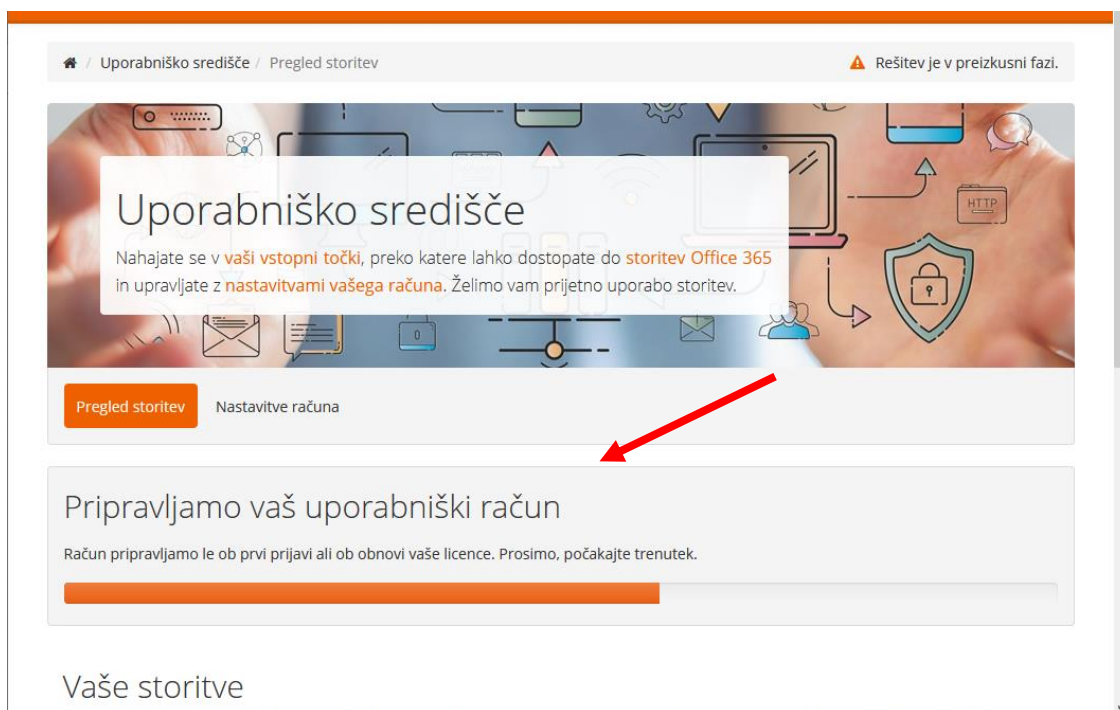 / Uporabniško središče / Pregled storitev
Rešitev je v preizkusni fazi.
Uporabniško središče
Nahajate se v vaši vstopni točki, preko katere lahko dostopate do storitev Office 365
in upravljate z nastavitvami vašega računa. Želimo vam prijetno uporabo storitev.
HTTP
Pregled storitev
Nastavitve računa
Pripravljamo vaš uporabniški račun
Račun pripravljamo le ob prvi prijavi ali ob obnovi vaše licence. Prosimo, počakajte trenutek.
Vaše storitve